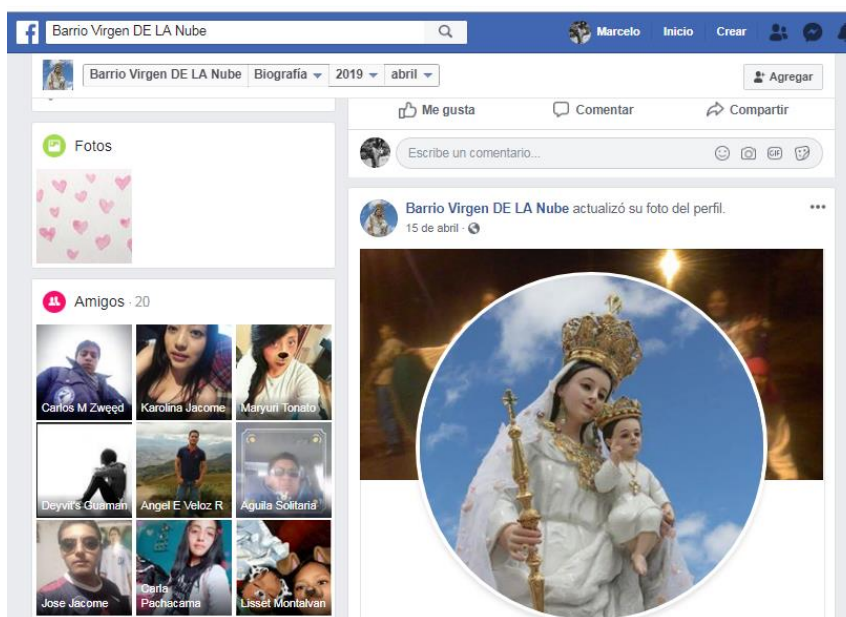 Barrio Virgen DE LA Nube
Marcelo Inicio Crear
Barrio Virgen DE LA Nube Biografía 2019 abril
Agregar
Me gusta Comentar Compartir
Fotos
Escribe un comentario...
GIF
Barrio Virgen DE LA Nube actualizó su foto del perfil.
15 de abril ·
Amigos · 20
Carlos M Zweed Karolina Jacome Maryuri Tonato
Deyvit's Guaman Angel E Veloz R Aguila Solitaria
Jose Jacome Carla Pachacama Lisset Montalvan